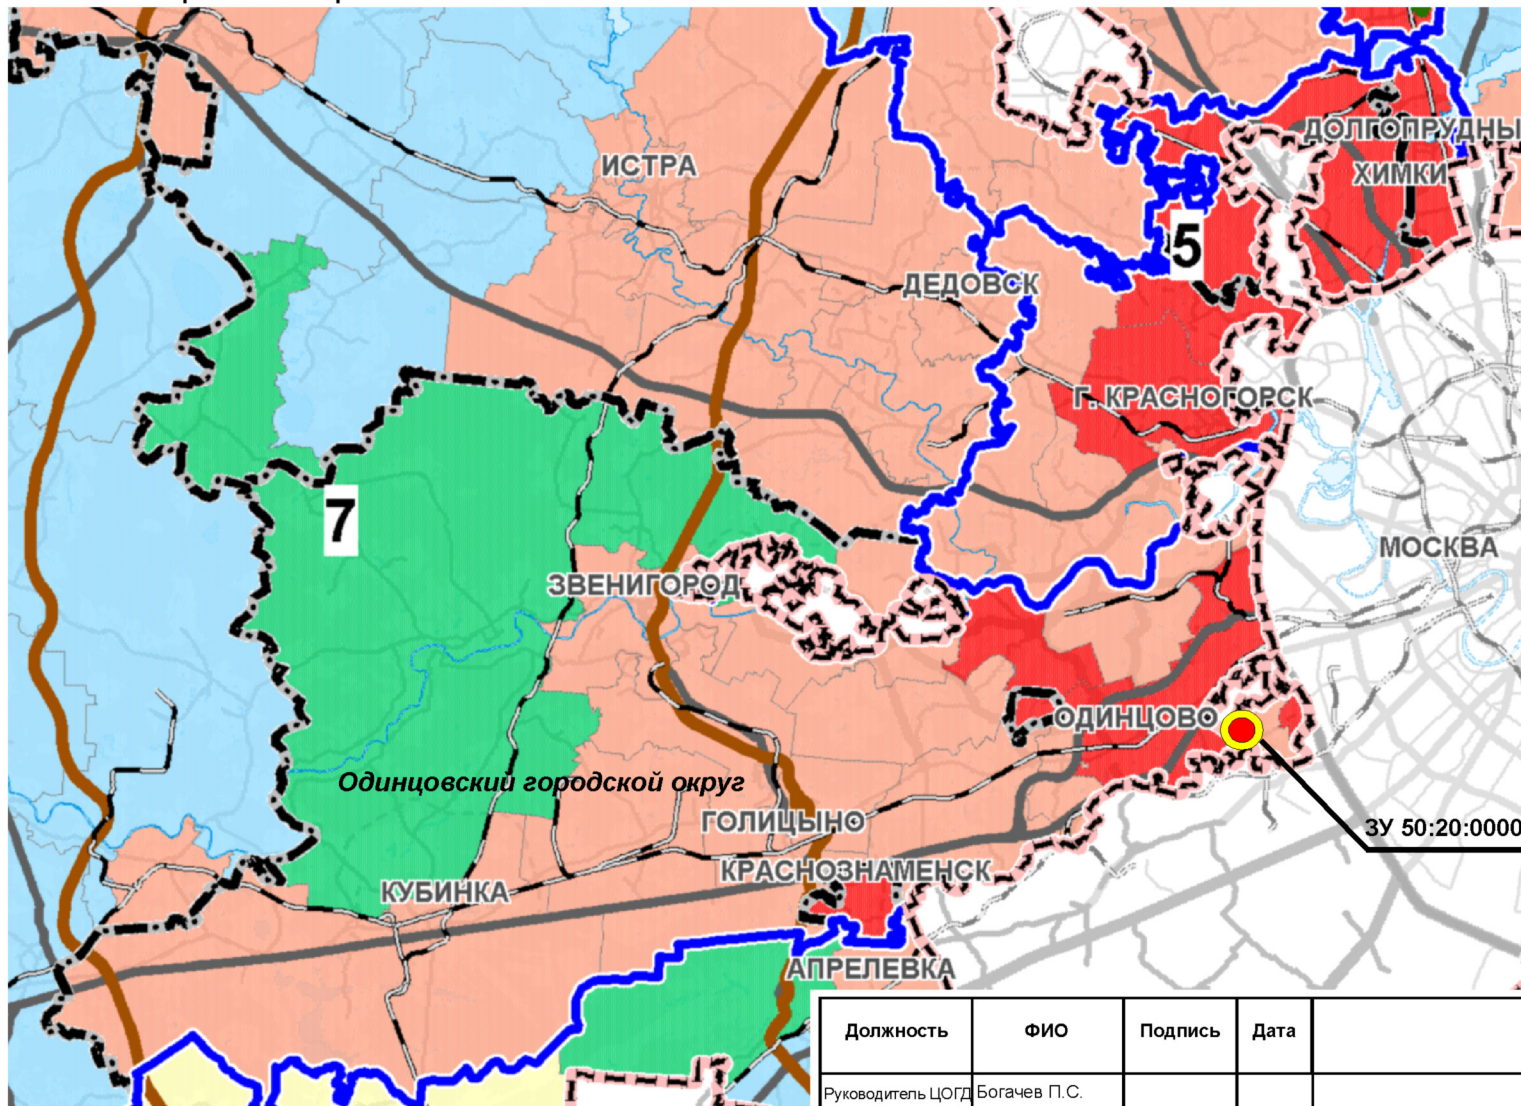 ДОЛГОПРУДНЫ
ИСТРА
ХИМКИ
5
ДЕДОВСК
Г. КРАСНОГОРСК
7
МОСКВА
ЗВЕНИГОРОД
ОДИНЦОВО
Одинцовский городской округ
ГОЛИЦЫНО
ЗУ 50:20:0000
КРАСНОЗНАМЕНСК
КУБИНКА
АПРЕЛЕВКА
Должность ФИО Подпись Дата
Руководитель ЦОГД Богачев П.С.